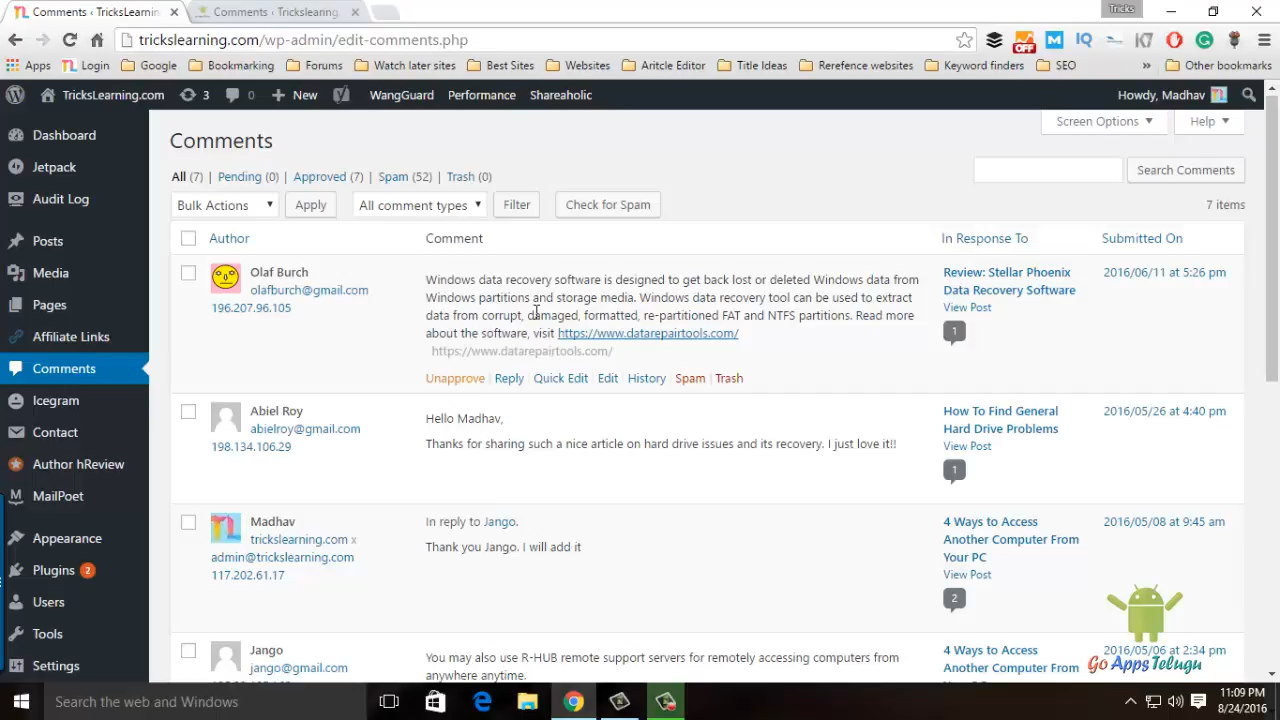 Comments ‹ TricksLearnin
Comments ‹ Trickslearning.
Tricks
trickslearning.com/wp-admin/edit-comments.php
OFF
M
IQ
K7
Apps
Login
Google
Bookmarking
Forums
Watch later sites
Best Sites
Websites
Aritcle Editor
Title Ideas
Rerefence websites
Keyword finders
SEO
»
Other bookmarks
TricksLearning.com
3
0
New
WangGuard
Performance
Shareaholic
Howdy, Madhav
Dashboard
Jetpack
Audit Log
Posts
Media
Pages
Affiliate Links
Comments
Icegram
Contact
Author hReview
MailPoet
Appearance
Plugins 2
Users
Tools
Settings
Screen Options
Help
Comments
All (7) | Pending (0) | Approved (7) | Spam (52) | Trash (0)
Search Comments
Bulk Actions
Apply
All comment types
Filter
Check for Spam
7 items
Author
Comment
In Response To
Submitted On
Olaf Burch
olafburch@gmail.com
196.207.96.105
Windows data recovery software is designed to get back lost or deleted Windows data from
Windows partitions and storage media. Windows data recovery tool can be used to extract
data from corrupt, damaged, formatted, re-partitioned FAT and NTFS partitions. Read more
about the software, visit https://www.datarepairtools.com/
https://www.datarepairtools.com/
Unapprove | Reply | Quick Edit | Edit | History | Spam | Trash
Review: Stellar Phoenix
Data Recovery Software
View Post
1
2016/06/11 at 5:26 pm
Abiel Roy
abielroy@gmail.com
198.134.106.29
Hello Madhav,
Thanks for sharing such a nice article on hard drive issues and its recovery. I just love it!!
How To Find General
Hard Drive Problems
View Post
1
2016/05/26 at 4:40 pm
Madhav
trickslearning.com x
admin@trickslearning.com
117.202.61.17
In reply to Jango.
Thank you Jango. I will add it
4 Ways to Access
Another Computer From
Your PC
View Post
2
2016/05/08 at 9:45 am
Jango
jango@gmail.com
You may also use R-HUB remote support servers for remotely accessing computers from
anywhere anytime.
4 Ways to Access
Another Computer From
2016/05/06 at 2:34 pm
Go Apps Telugu
Search the web and Windows
11:09 PM
8/24/2016